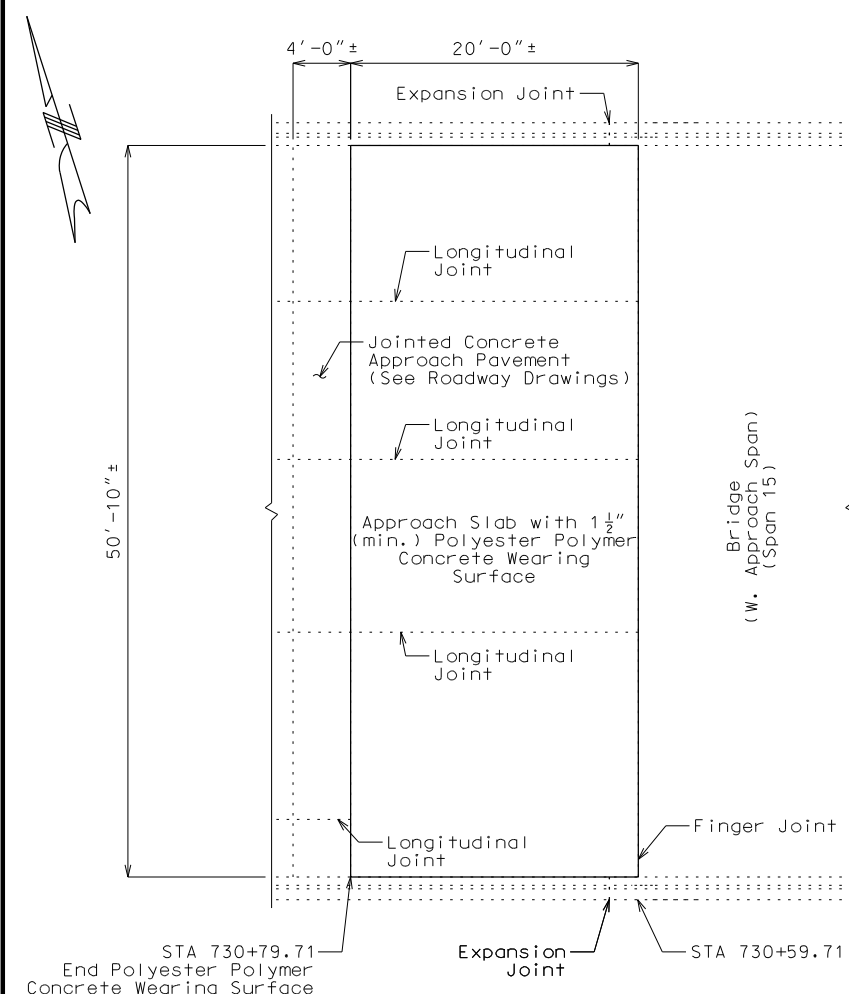 4'-0"±
20'-0"±
Expansion Joint
Longitudinal
Joint
Jointed Concrete
Approach Pavement
(See Roadway Drawings)
Longitudinal
Joint
50'-10"±
Approach Slab with 1½"
(min.) Polyester Polymer
Concrete Wearing
Surface
Bridge
(W. Approach Span)
(Span 15)
Longitudinal
Joint
Longitudinal
Joint
Finger Joint
STA 730+79.71
End Polyester Polymer
Concrete Wearing Surface
Expansion
Joint
STA 730+59.71